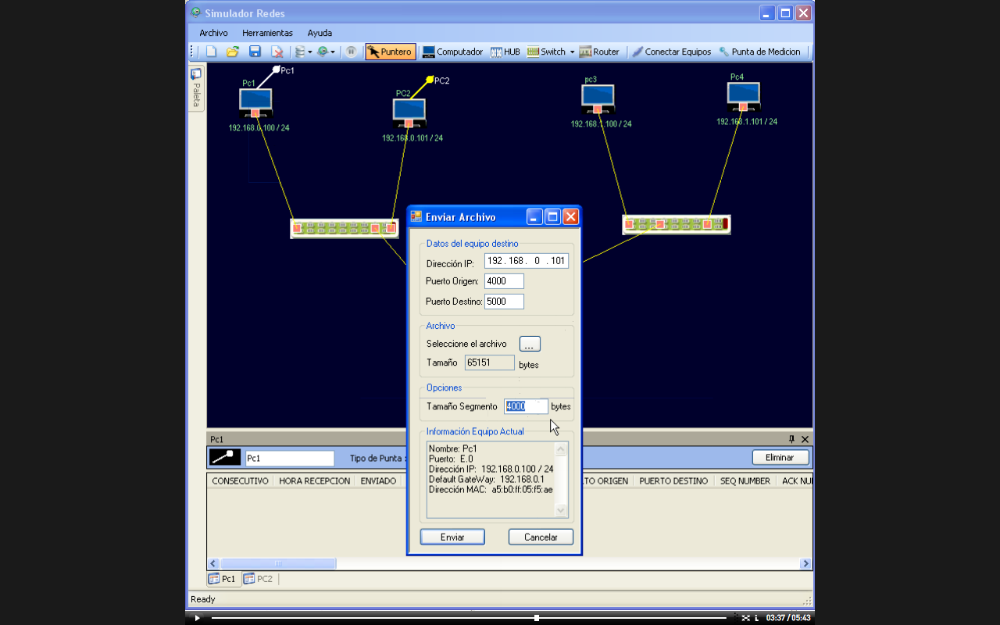 Simulador Redes
Archivo Herramientas Ayuda
Puntero Computador HUB Switch Router Conectar Equipos Punta de Medicion
Paleta
Pc1
Pc1
192.168.0.100 / 24
PC2
PC2
192.168.0.101 / 24
pc3
192.168.1.100 / 24
Pc4
192.168.1.101 / 24
Enviar Archivo
Datos del equipo destino
Dirección IP: 192 . 168 . 0 . 101
Puerto Origen: 4000
Puerto Destino: 5000
Archivo
Seleccione el archivo ...
Tamaño 65151 bytes
Opciones
Tamaño Segmento 4000 bytes
Información Equipo Actual
Nombre: Pc1
Puerto: E.0
Dirección IP: 192.168.0.100 / 24
Default GateWay: 192.168.0.1
Dirección MAC: a5:b0:ff:05:f5:ae
Enviar Cancelar
Pc1
Pc1 Tipo de Punta : Eliminar
CONSECUTIVO HORA RECEPCION ENVIADO TO ORIGEN PUERTO DESTINO SEQ NUMBER ACK NU
Pc1 PC2
Ready
03:37 / 05:43